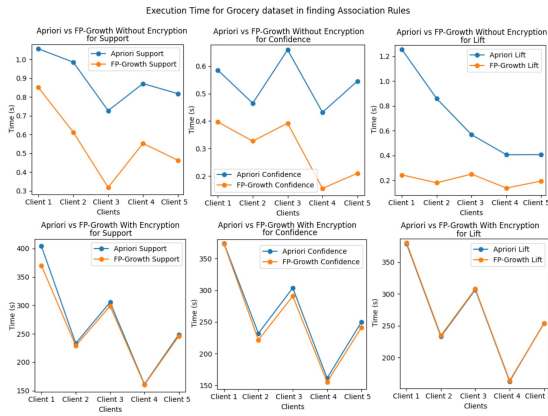 Execution Time for Grocery dataset in finding Association Rules
Apriori vs FP-Growth Without Encryption
for Support
Apriori Support
FP-Growth Support
Time (s)
1.0
0.9
0.8
0.7
0.6
0.5
0.4
0.3
Client 1 Client 2 Client 3 Client 4 Client 5
Clients
Apriori vs FP-Growth Without Encryption
for Confidence
Apriori Confidence
FP-Growth Confidence
Time (s)
0.6
0.5
0.4
0.3
0.2
Client 1 Client 2 Client 3 Client 4 Client 5
Clients
Apriori vs FP-Growth Without Encryption
for Lift
Apriori Lift
FP-Growth Lift
Time (s)
1.2
1.0
0.8
0.6
0.4
0.2
Client 1 Client 2 Client 3 Client 4 Client 5
Clients
Apriori vs FP-Growth With Encryption
for Support
Apriori Support
FP-Growth Support
Time (s)
400
350
300
250
200
150
Client 1 Client 2 Client 3 Client 4 Client 5
Clients
Apriori vs FP-Growth With Encryption
for Confidence
Apriori Confidence
FP-Growth Confidence
Time (s)
350
300
250
200
150
Client 1 Client 2 Client 3 Client 4 Client 5
Clients
Apriori vs FP-Growth With Encryption
for Lift
Apriori Lift
FP-Growth Lift
Time (s)
350
300
250
200
Client 1 Client 2 Client 3 Client 4 Client
Clients